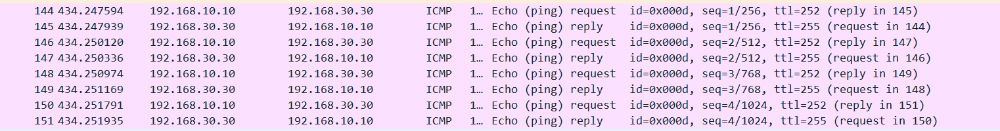 144 434.247594 192.168.10.10 192.168.30.30 ICMP 1… Echo (ping) request id=0x000d, seq=1/256, ttl=252 (reply in 145)
145 434.247939 192.168.30.30 192.168.10.10 ICMP 1… Echo (ping) reply id=0x000d, seq=1/256, ttl=255 (request in 144)
146 434.250120 192.168.10.10 192.168.30.30 ICMP 1… Echo (ping) request id=0x000d, seq=2/512, ttl=252 (reply in 147)
147 434.250336 192.168.30.30 192.168.10.10 ICMP 1… Echo (ping) reply id=0x000d, seq=2/512, ttl=255 (request in 146)
148 434.250974 192.168.10.10 192.168.30.30 ICMP 1… Echo (ping) request id=0x000d, seq=3/768, ttl=252 (reply in 149)
149 434.251169 192.168.30.30 192.168.10.10 ICMP 1… Echo (ping) reply id=0x000d, seq=3/768, ttl=255 (request in 148)
150 434.251791 192.168.10.10 192.168.30.30 ICMP 1… Echo (ping) request id=0x000d, seq=4/1024, ttl=252 (reply in 151)
151 434.251935 192.168.30.30 192.168.10.10 ICMP 1… Echo (ping) reply id=0x000d, seq=4/1024, ttl=255 (request in 150)